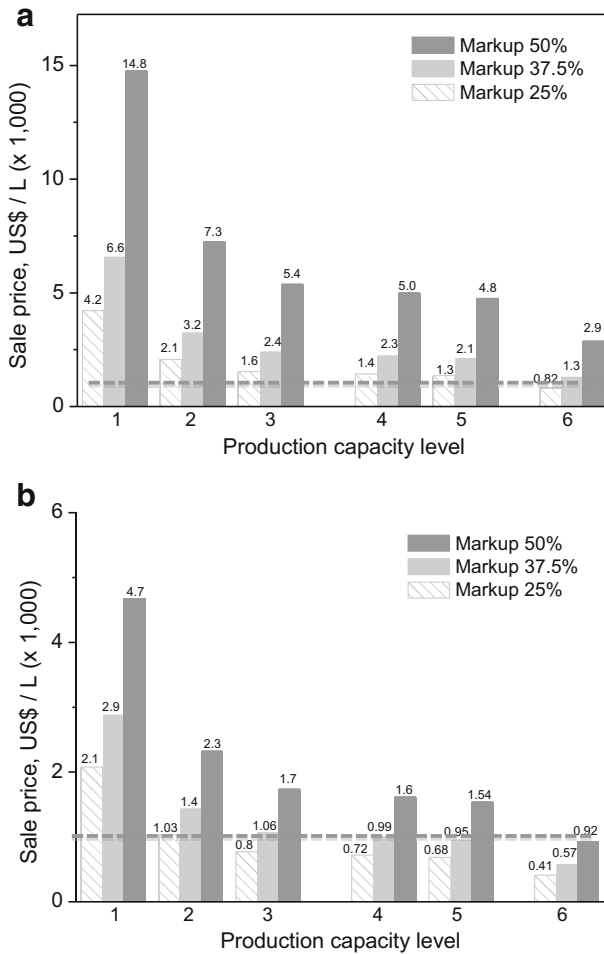 a
Sale price, US$ / L (x 1,000)
15
10
5
0
Markup 50%
Markup 37.5%
Markup 25%
4.2 6.6 14.8
2.1 3.2 7.3
1.6 2.4 5.4
1.4 2.3 5.0
1.3 2.1 4.8
0.82 1.3 2.9
1 2 3 4 5 6
Production capacity level
b
Sale price, US$ / L (x 1,000)
6
4
2
0
Markup 50%
Markup 37.5%
Markup 25%
2.1 2.9 4.7
1.03 1.4 2.3
0.8 1.06 1.7
0.72 0.99 1.6
0.68 0.95 1.54
0.41 0.57 0.92
1 2 3 4 5 6
Production capacity level